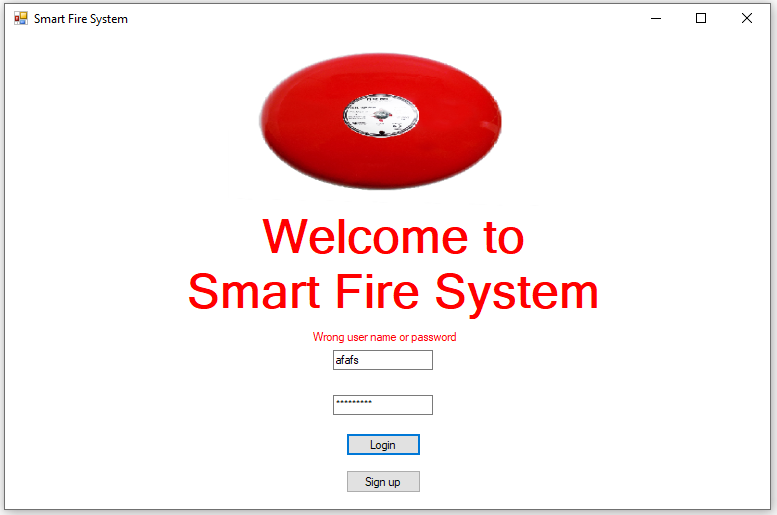 Smart Fire System
Welcome to
Smart Fire System
Wrong user name or password
afafs
*********
Login
Sign up